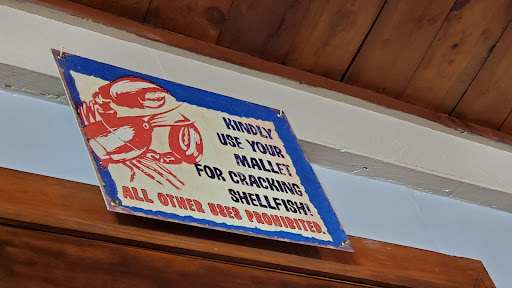 KINDLY
USE YOUR
MALLET
FOR CRACKING
SHELLFISH!
ALL OTHER USES PROHIBITED.